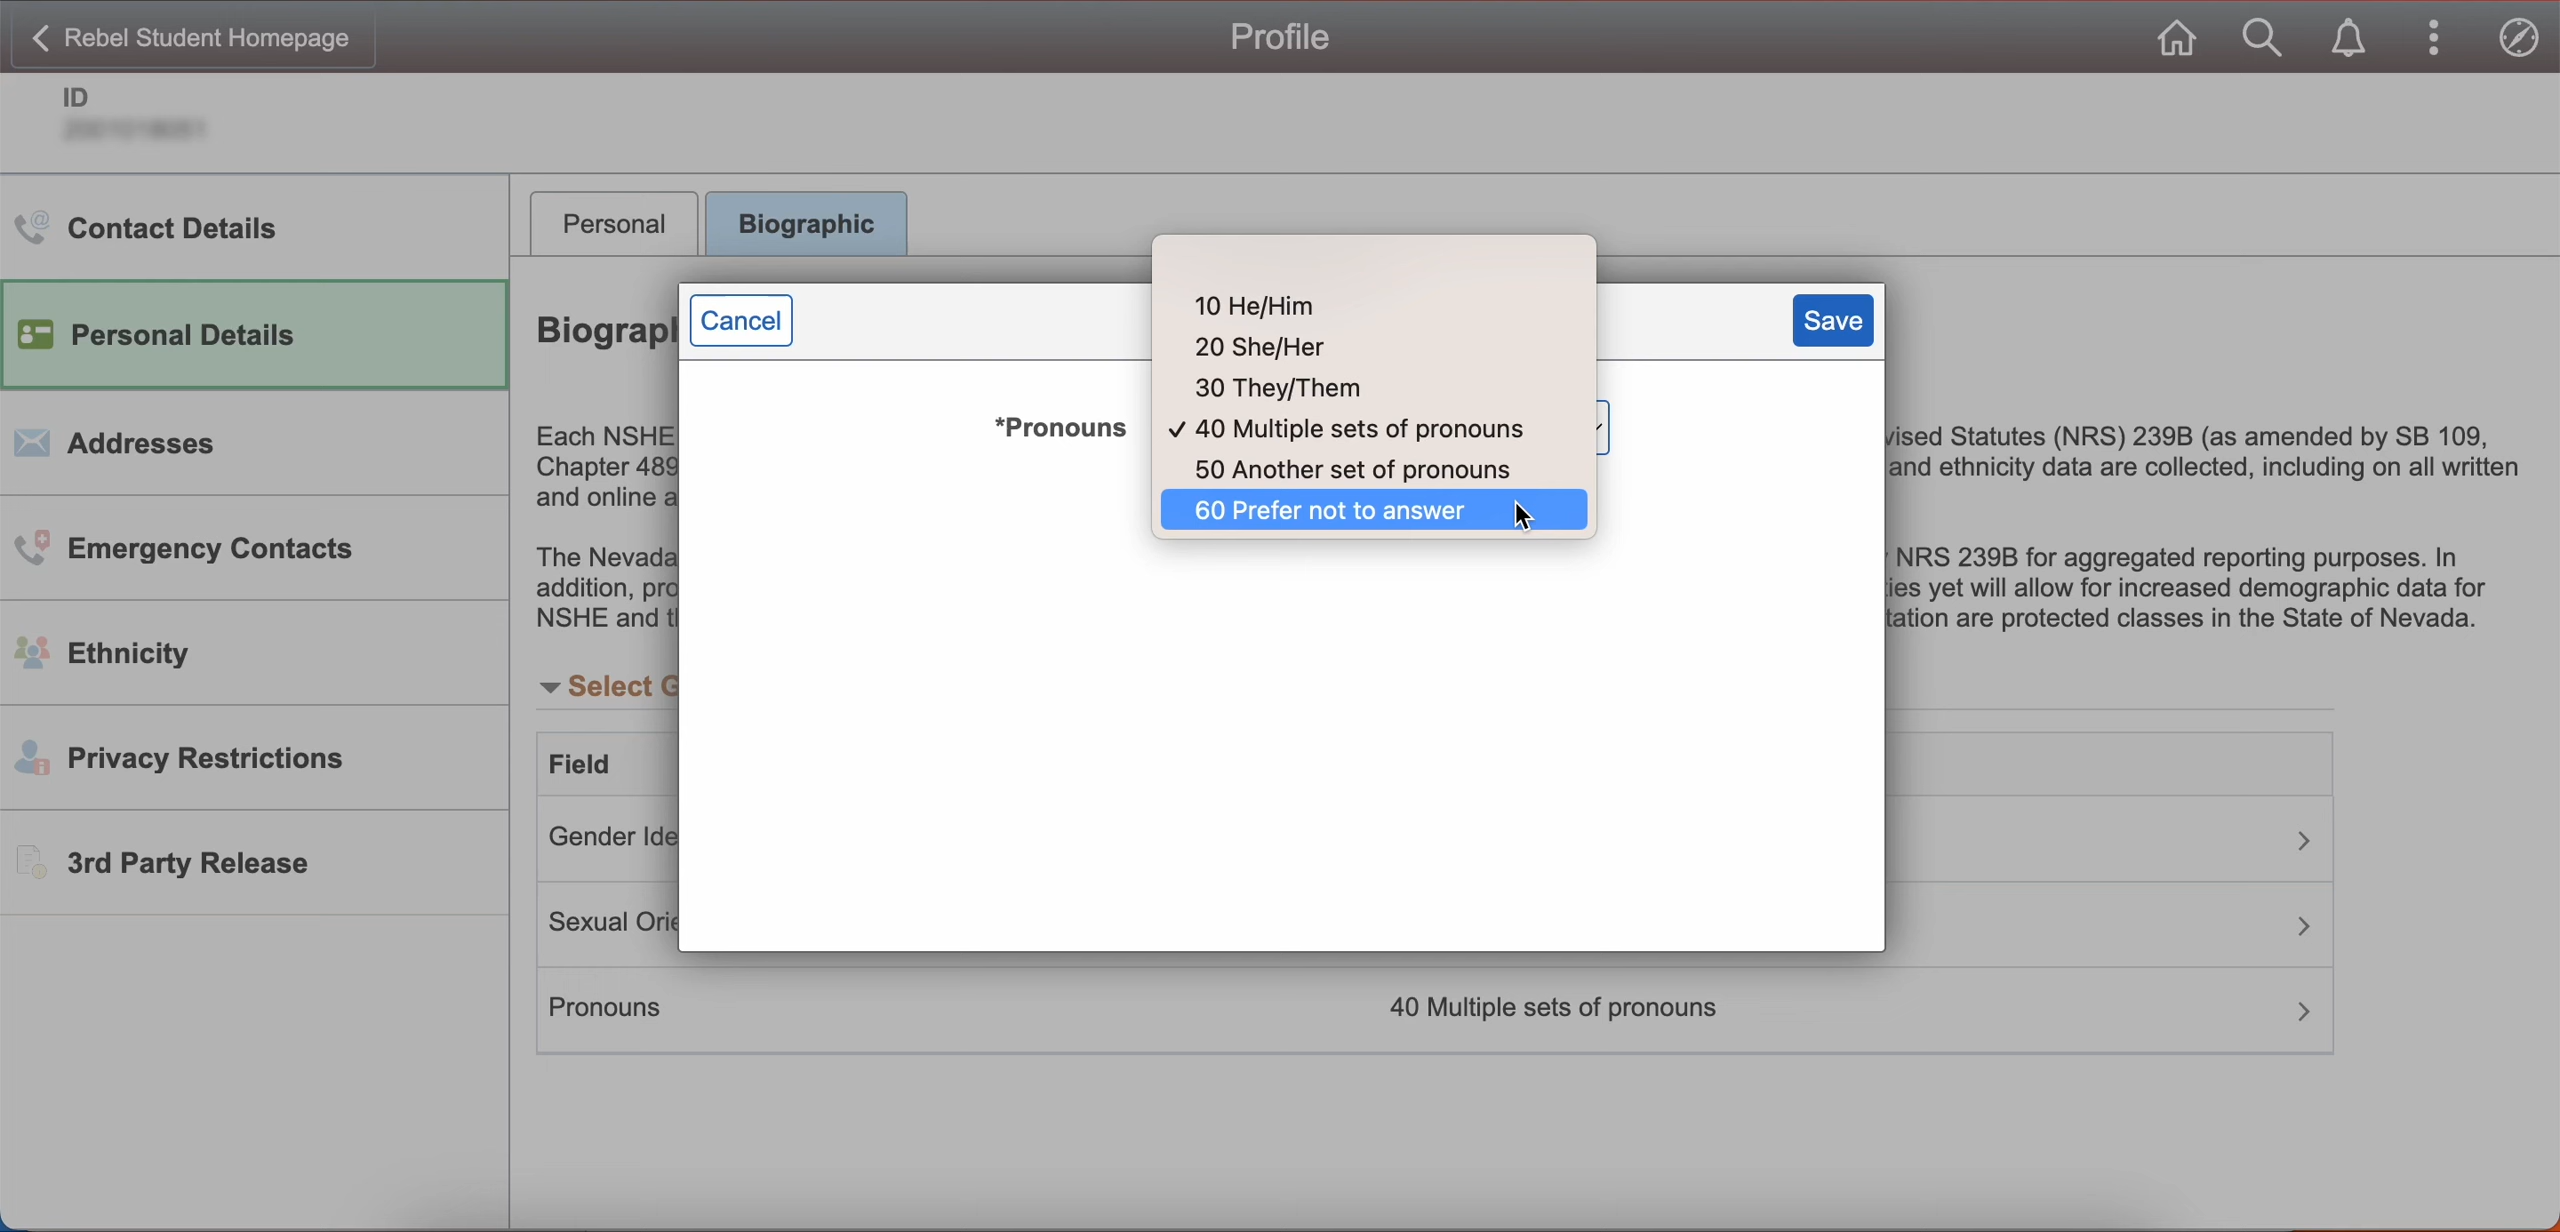 Rebel Student Homepage
Profile
ID
Contact Details
Personal Details
Addresses
Emergency Contacts
Ethnicity
Privacy Restrictions
3rd Party Release
Personal
Biographic
Cancel
Save
*Pronouns
10 He/Him
20 She/Her
30 They/Them
✓ 40 Multiple sets of pronouns
50 Another set of pronouns
60 Prefer not to answer
Each NSHE
Chapter 489
and online
Statutes (NRS) 239B (as amended by SB 109,
and ethnicity data are collected, including on all written
The Nevada
addition,
NSHE and
NRS 239B for aggregated reporting purposes. In
yet will allow for increased demographic data for
are protected classes in the State of Nevada.
Select
Field
Gender
Sexual
Pronouns
40 Multiple sets of pronouns